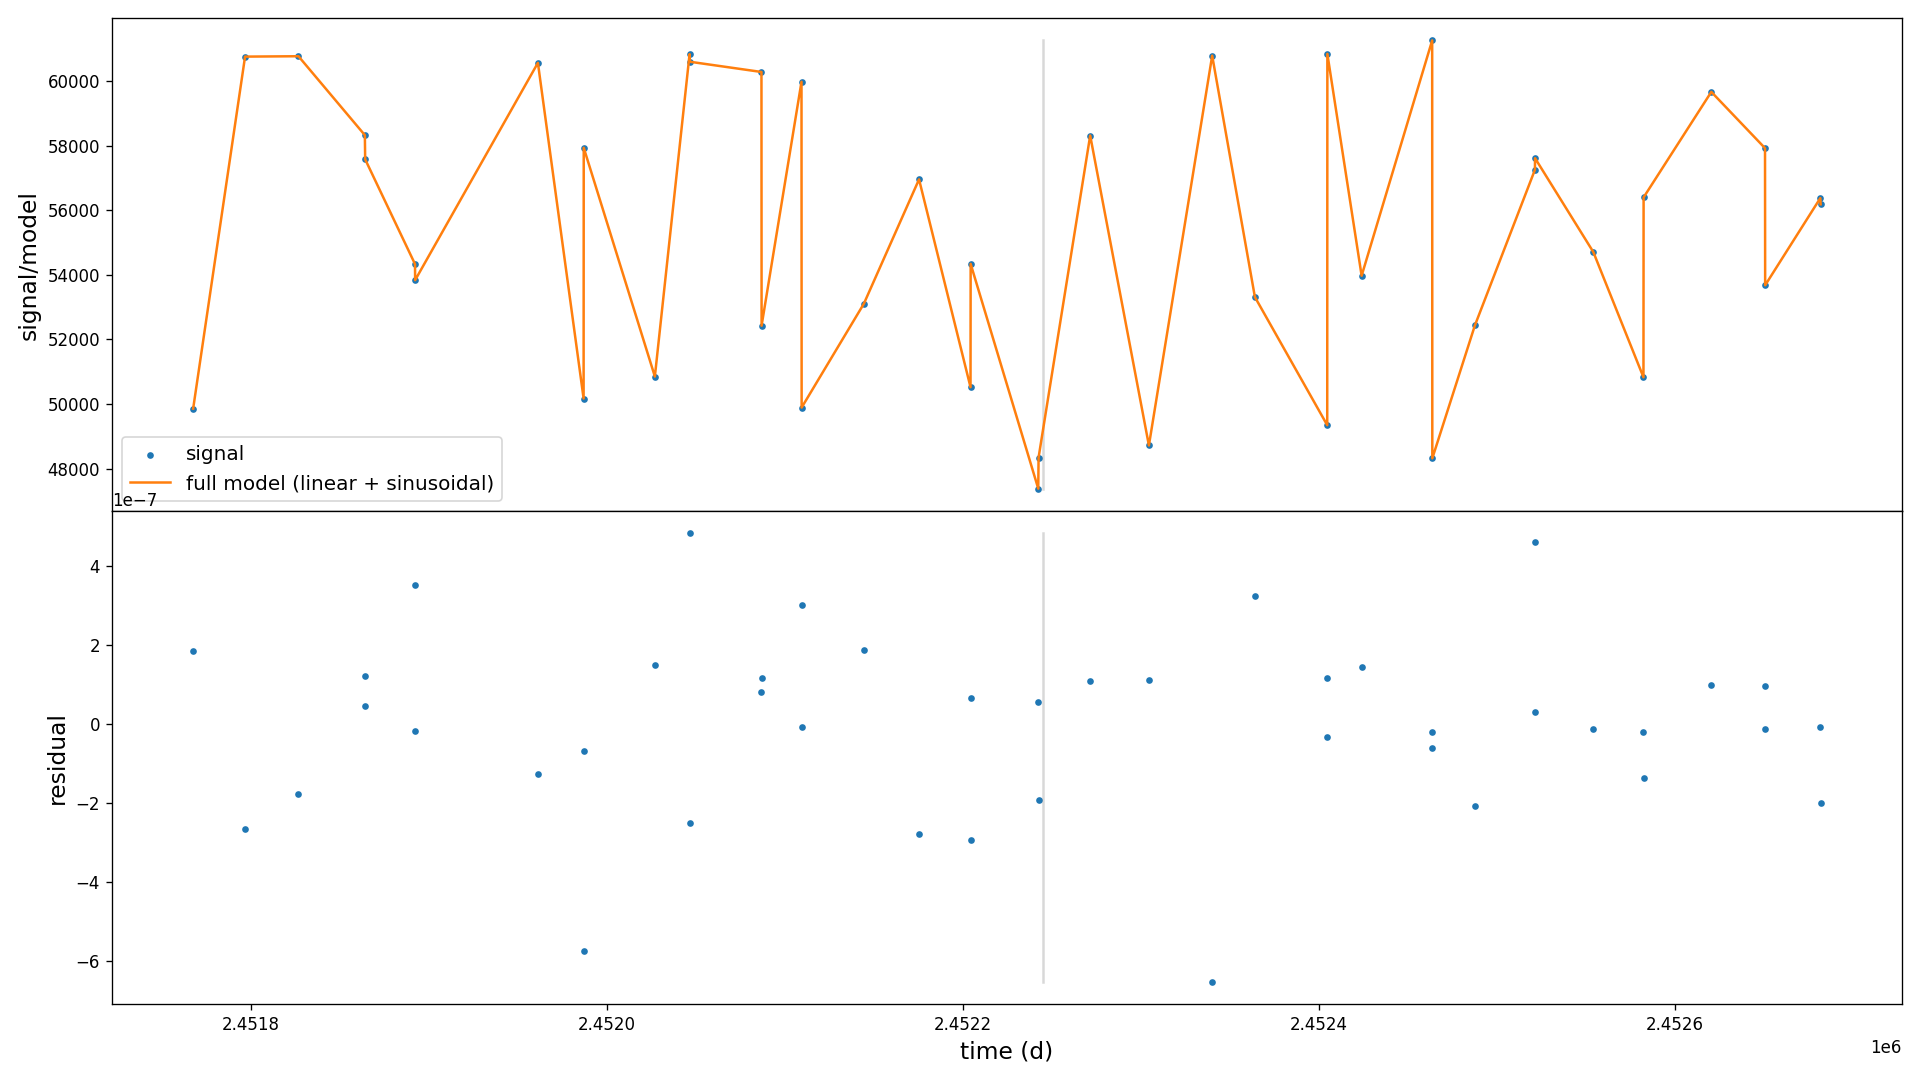 60000
58000
56000
54000
52000
50000
48000
signal/model
signal
full model (linear + sinusoidal)
1e−7
4
2
0
−2
−4
−6
residual
2.4518
2.4520
2.4522
2.4524
2.4526
1e6
time (d)